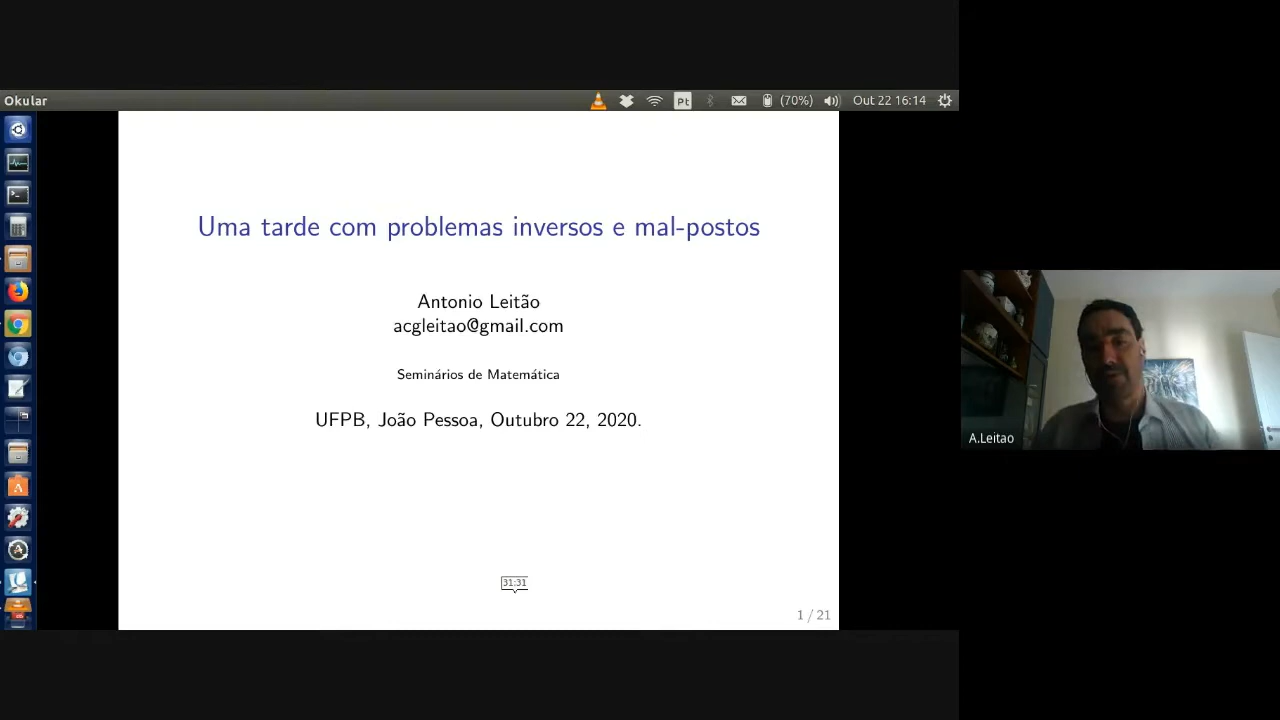 Okular
Pt
(70%)
Out 22 16:14
Uma tarde com problemas inversos e mal-postos
Antonio Leitão
acgleitao@gmail.com
Seminários de Matemática
UFPB, João Pessoa, Outubro 22, 2020.
31:31
1 / 21
A.Leitao